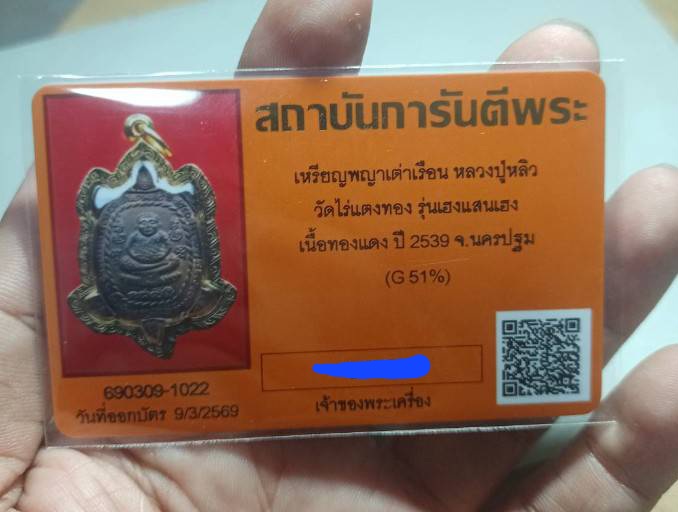 สถาบันการันตีพระ
เหรียญพญาเต่าเรือน หลวงปู่หลิว
วัดไร่แตงทอง รุ่นเฮงแสนเฮง
เนื้อทองแดง ปี 2539 จ.นครปฐม
(G 51%)
690309-1022
วันที่ออกบัตร 9/3/2569
เจ้าของพระเครื่อง